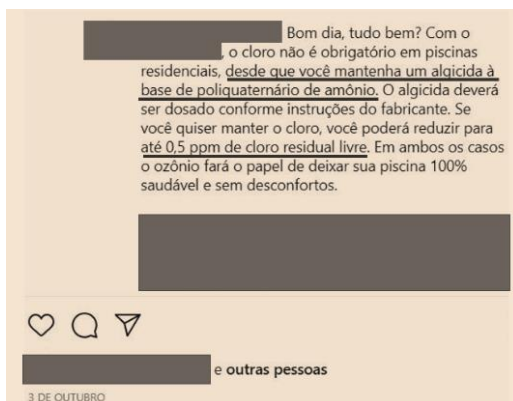 Bom dia, tudo bem? Com o
, o cloro não é obrigatório em piscinas
residenciais, desde que você mantenha um algicida à
base de poliquaternário de amônio. O algicida deverá
ser dosado conforme instruções do fabricante. Se
você quiser manter o cloro, você poderá reduzir para
até 0,5 ppm de cloro residual livre. Em ambos os casos
o ozônio fará o papel de deixar sua piscina 100%
saudável e sem desconfortos.
e outras pessoas
3 DE OUTUBRO